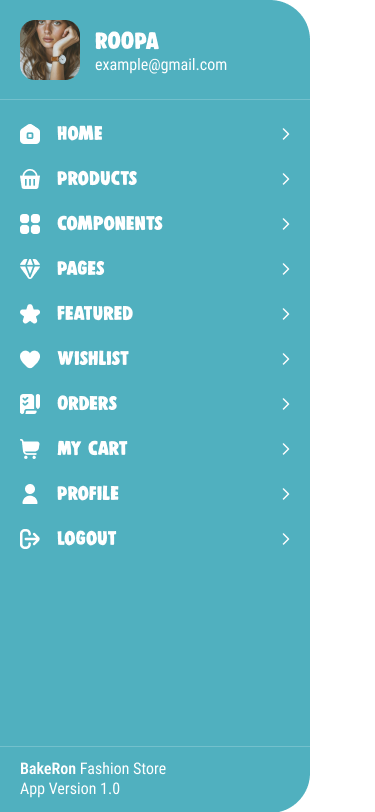 ROOPA
example@gmail.com
HOME
PRODUCTS
COMPONENTS
PAGES
FEATURED
WISHLIST
ORDERS
MY CART
PROFILE
LOGOUT
BakeRon Fashion Store
App Version 1.0